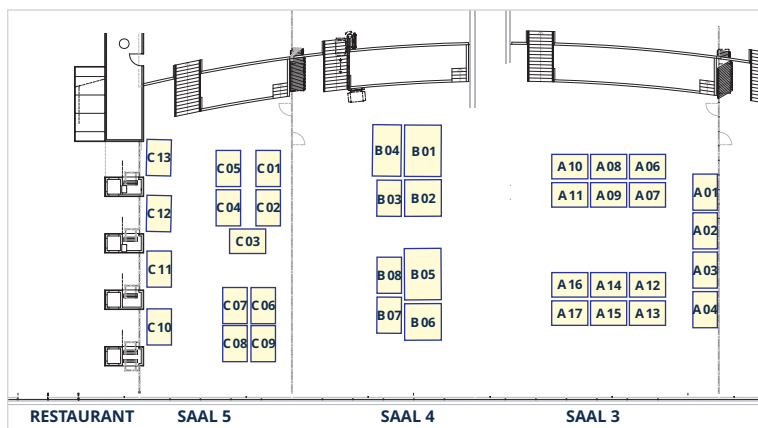 C13 C05 C01 B04 B01 A10 A08 A06
C12 C04 C02 B03 B02 A11 A09 A07 A01
C03 A02
C11 B08 B05 A16 A14 A12 A03
C10 C07 C06 B07 B06 A17 A15 A13 A04
C08 C09
RESTAURANT SAAL 5 SAAL 4 SAAL 3